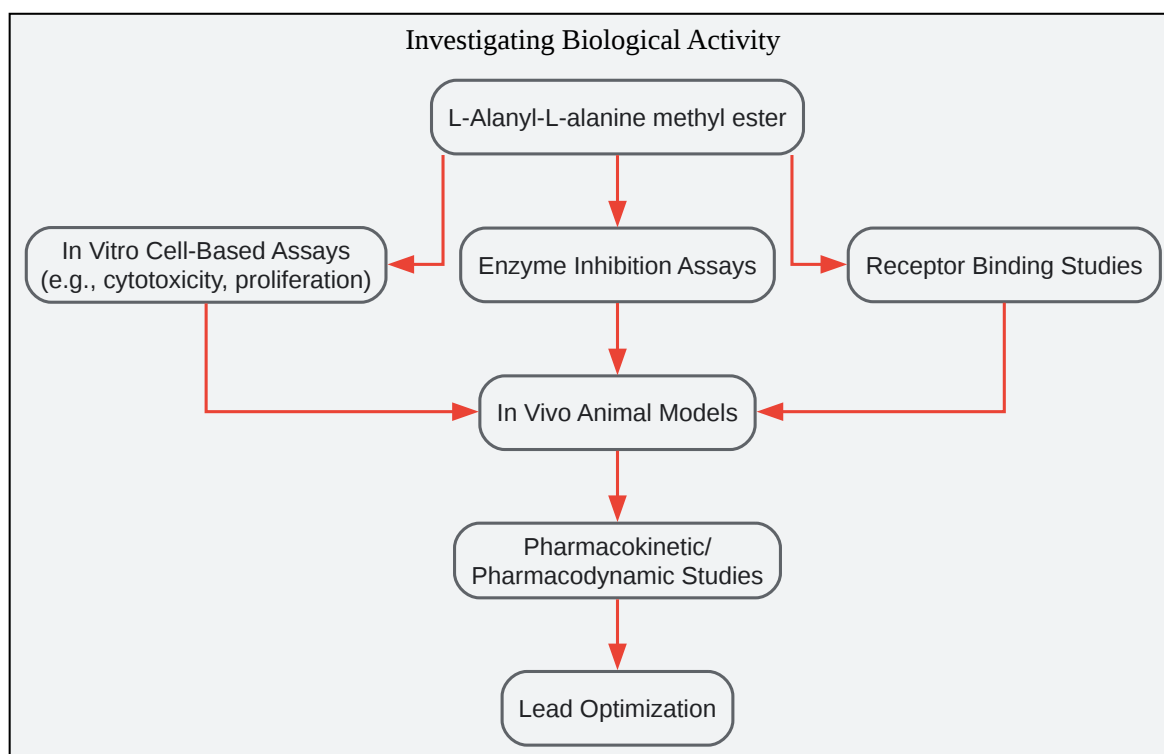 Investigating Biological Activity
L-Alanyl-L-alanine methyl ester
In Vitro Cell-Based Assays
(e.g., cytotoxicity, proliferation)
Enzyme Inhibition Assays
Receptor Binding Studies
In Vivo Animal Models
Pharmacokinetic/
Pharmacodynamic Studies
Lead Optimization